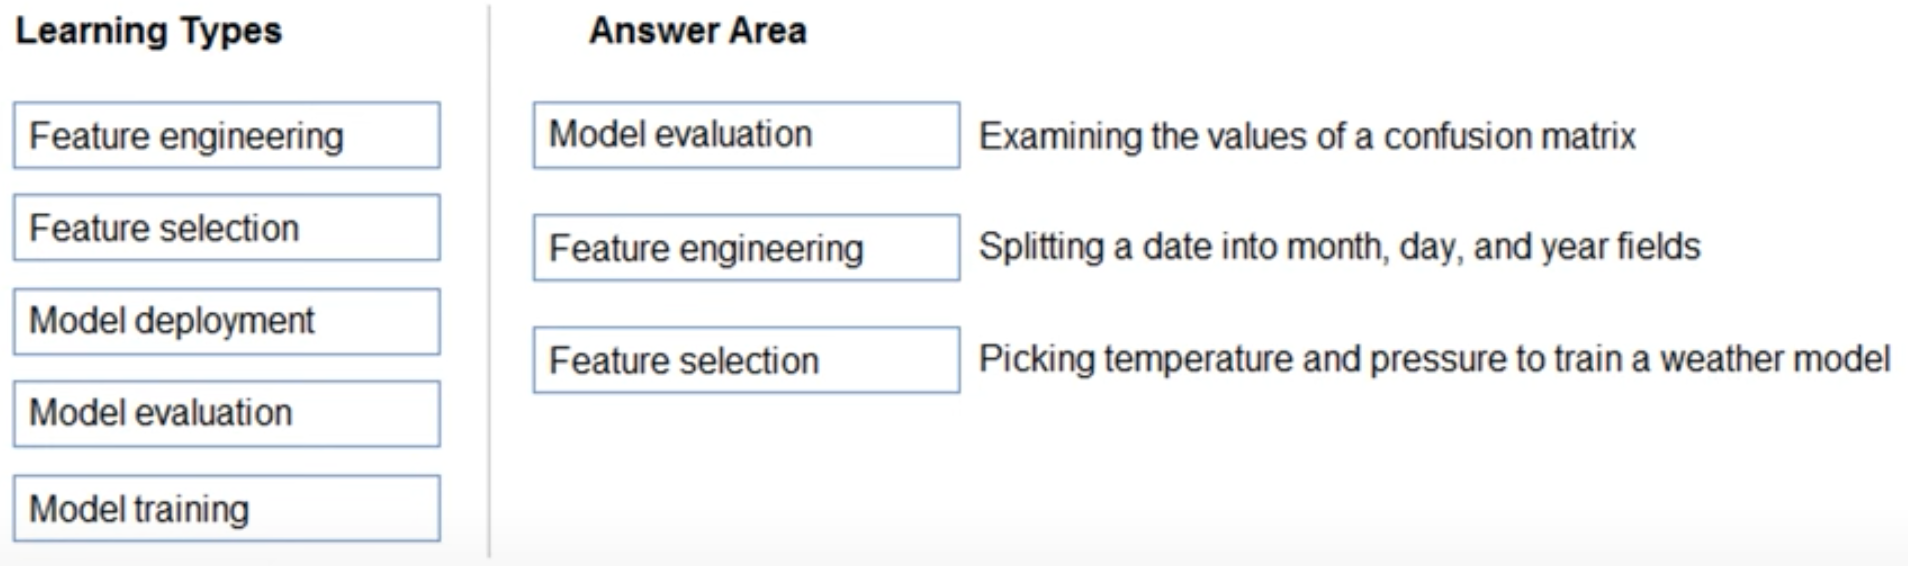 Learning Types
Feature engineering
Feature selection
Model deployment
Model evaluation
Model training
Answer Area
Model evaluation Examining the values of a confusion matrix
Feature engineering Splitting a date into month, day, and year fields
Feature selection Picking temperature and pressure to train a weather model